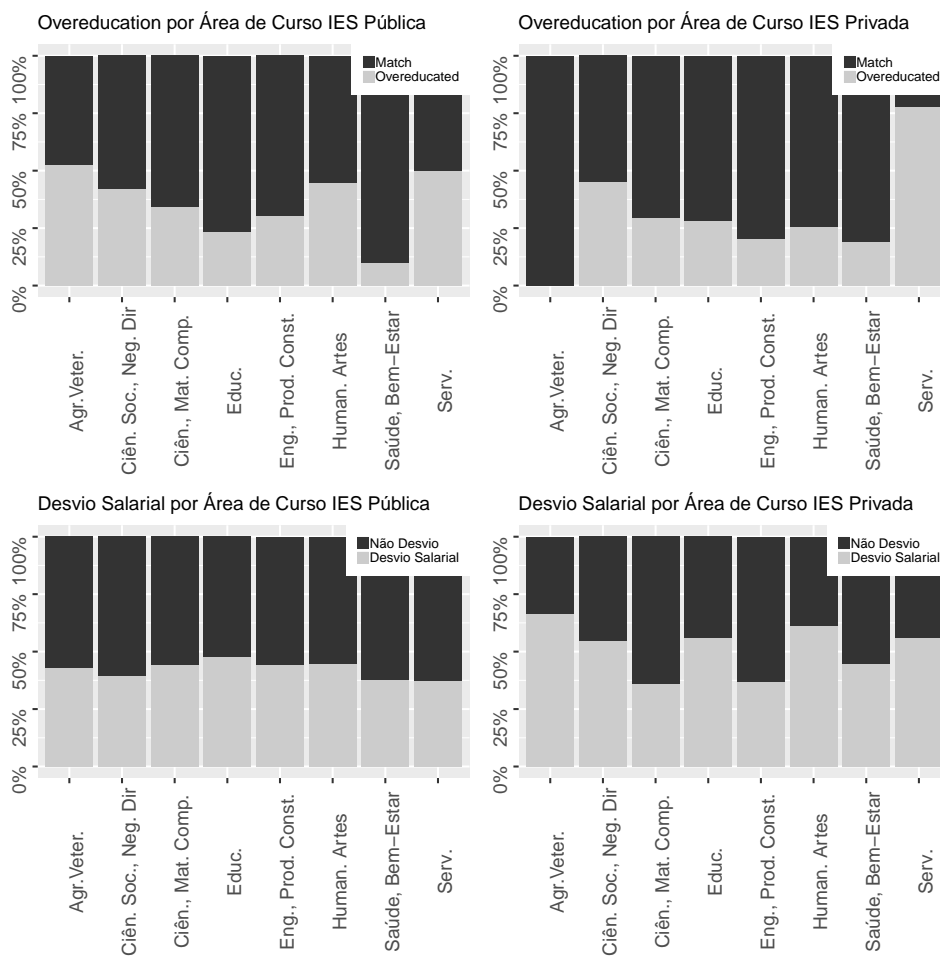 Overeducation por Área de Curso IES Pública
Match
Overeducated
100%
75%
50%
25%
0%
Agr.Veter.
Ciên. Soc., Neg. Dir
Ciên., Mat. Comp.
Educ.
Eng., Prod. Const.
Human. Artes
Saúde, Bem−Estar
Serv.
Overeducation por Área de Curso IES Privada
Match
Overeducated
100%
75%
50%
25%
0%
Agr.Veter.
Ciên. Soc., Neg. Dir
Ciên., Mat. Comp.
Educ.
Eng., Prod. Const.
Human. Artes
Saúde, Bem−Estar
Serv.
Desvio Salarial por Área de Curso IES Pública
Não Desvio
Desvio Salarial
100%
75%
50%
25%
0%
Agr.Veter.
Ciên. Soc., Neg. Dir
Ciên., Mat. Comp.
Educ.
Eng., Prod. Const.
Human. Artes
Saúde, Bem−Estar
Serv.
Desvio Salarial por Área de Curso IES Privada
Não Desvio
Desvio Salarial
100%
75%
50%
25%
0%
Agr.Veter.
Ciên. Soc., Neg. Dir
Ciên., Mat. Comp.
Educ.
Eng., Prod. Const.
Human. Artes
Saúde, Bem−Estar
Serv.